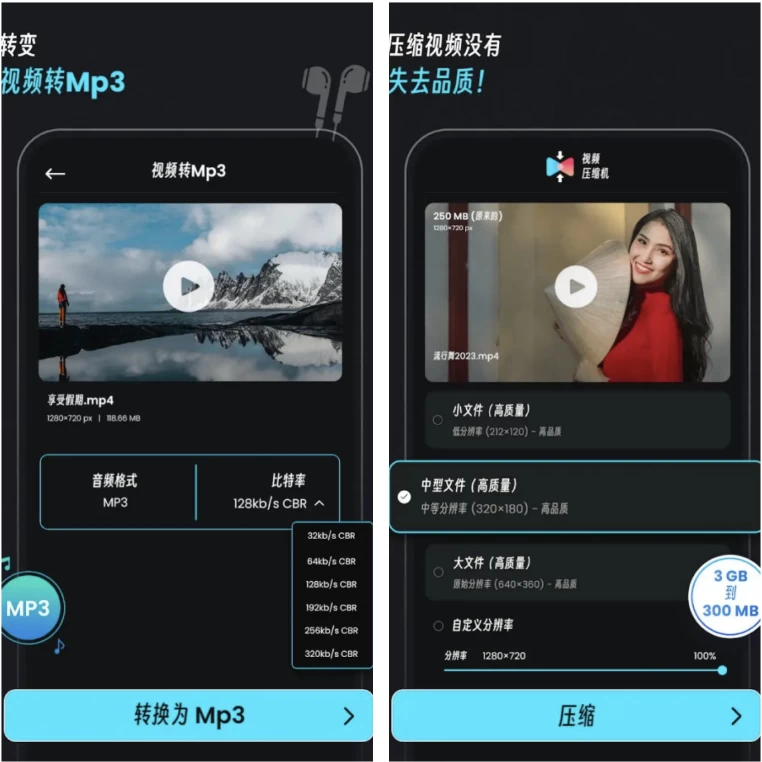 转变
视频转Mp3
视频转Mp3
享受假期.mp4
1280×720 px | 118.66 MB
音频格式
MP3
比特率
128kb/s CBR
32kb/s CBR
64kb/s CBR
128kb/s CBR
192kb/s CBR
256kb/s CBR
320kb/s CBR
MP3
转换为 Mp3
压缩视频没有
失去品质！
视频
压缩机
250 MB (原来的)
1280×720 px
流行舞2023.mp4
小文件（高质量）
低分辨率 (212×120) - 高品质
中型文件（高质量）
中等分辨率 (320×180) - 高品质
大文件（高质量）
原始分辨率 (640×360) - 高品质
3 GB
到
300 MB
自定义分辨率
分辨率 1280×720 100%
压缩